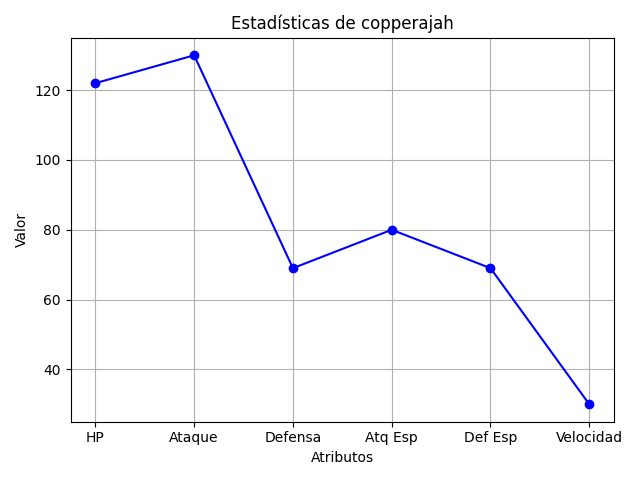 Estadísticas de copperajah
Valor
120
100
80
60
40
HP Ataque Defensa Atq Esp Def Esp Velocidad
Atributos